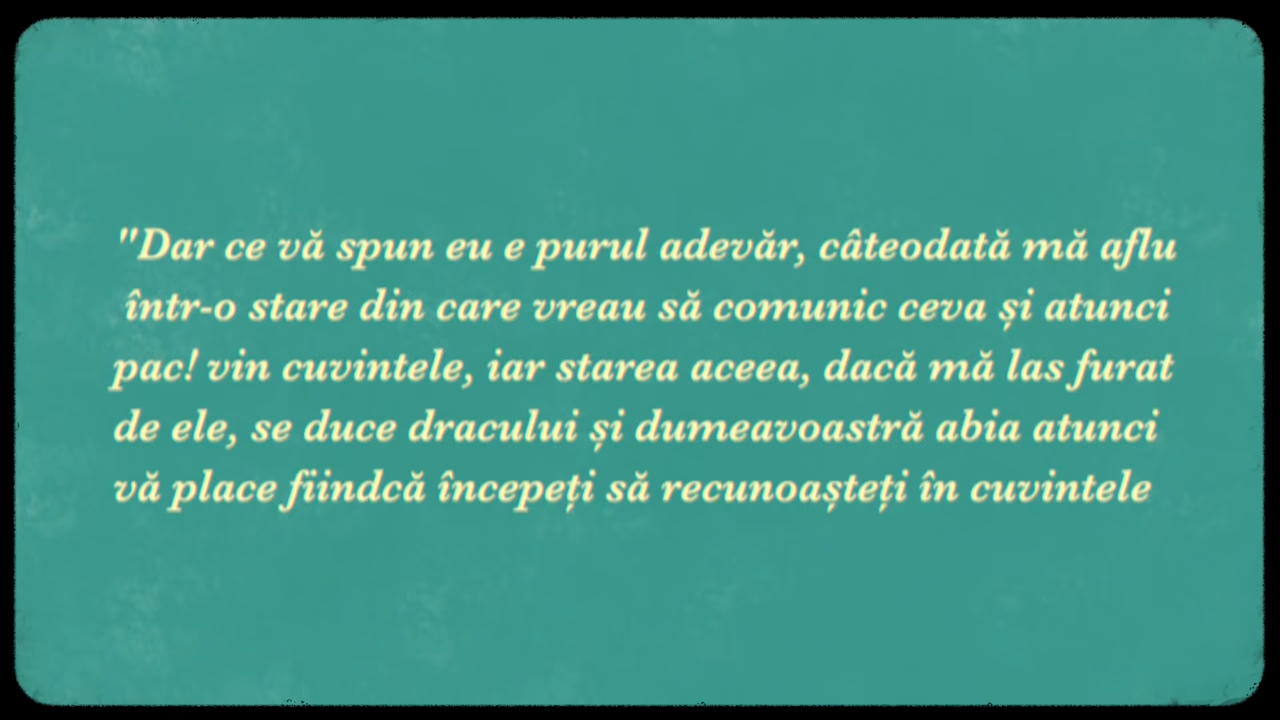 "Dar ce vă spun eu e purul adevăr, câteodată mă aflu
într-o stare din care vreau să comunic ceva și atunci
pac! vin cuvintele, iar starea aceea, dacă mă las furat
de ele, se duce dracului și dumeavoastră abia atunci
vă place fiindcă începeți să recunoașteți în cuvintele